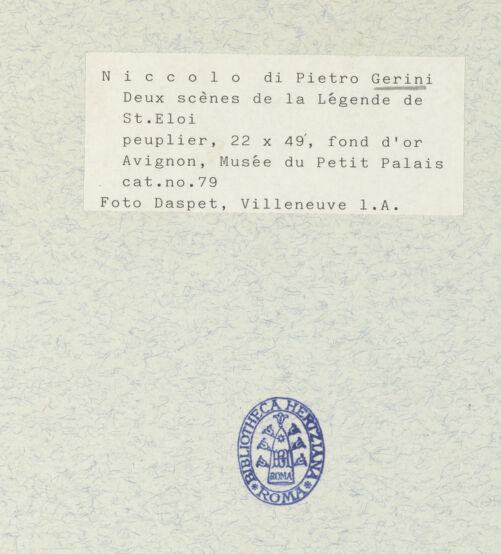 N i c c o l o di Pietro Gerini
Deux scènes de la Légende de
St.Eloi
peuplier, 22 x 49, fond d'or
Avignon, Musée du Petit Palais
cat.no.79
Foto Daspet, Villeneuve l.A.
BIBLIOTHECA HERTZIANA
ROMA
* ROMA *